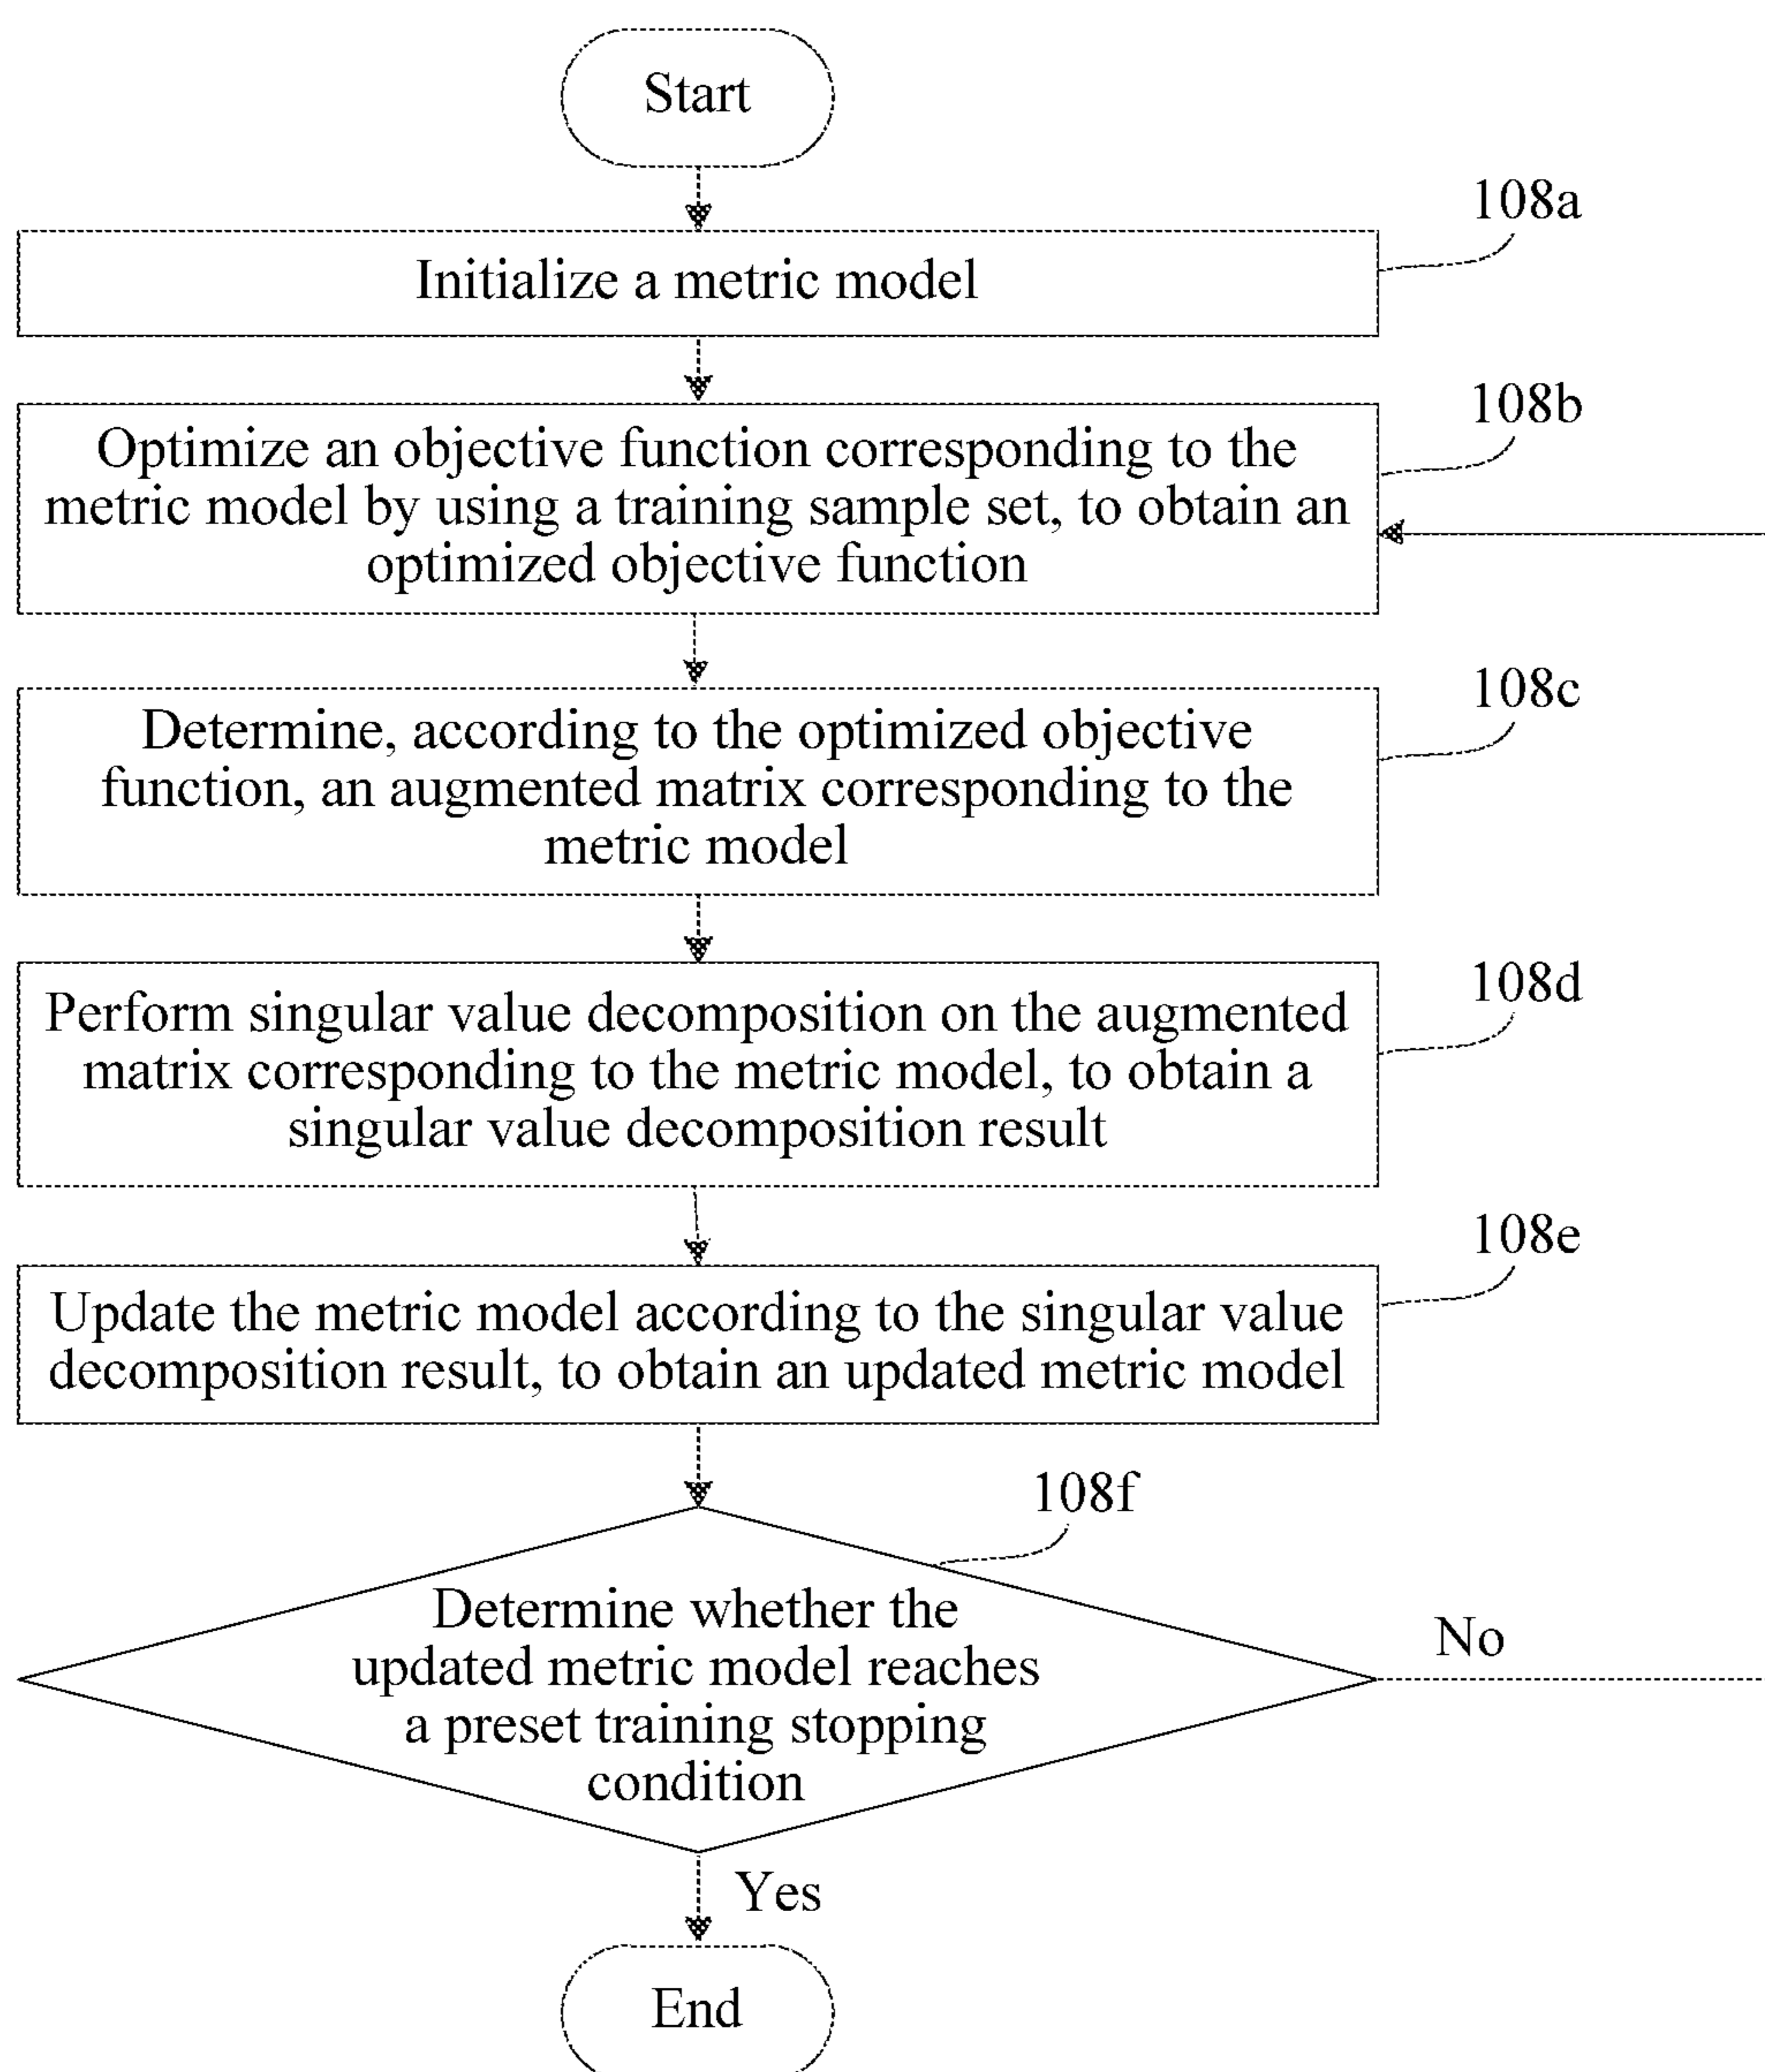 Start
108a
Initialize a metric model
108b
Optimize an objective function corresponding to the
metric model by using a training sample set, to obtain an
optimized objective function
108c
Determine, according to the optimized objective
function, an augmented matrix corresponding to the
metric model
108d
Perform singular value decomposition on the augmented
matrix corresponding to the metric model, to obtain a
singular value decomposition result
108e
Update the metric model according to the singular value
decomposition result, to obtain an updated metric model
108f
Determine whether the
updated metric model reaches
a preset training stopping
condition
No
Yes
End